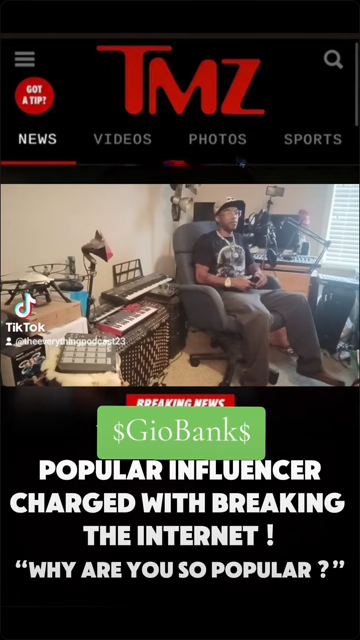 TMZ
GOT
A TIP?
NEWS VIDEOS PHOTOS SPORTS
TikTok
@theeverythingpodcast23
BREAKING NEWS
$GioBank$
POPULAR INFLUENCER
CHARGED WITH BREAKING
THE INTERNET !
“WHY ARE YOU SO POPULAR ?”